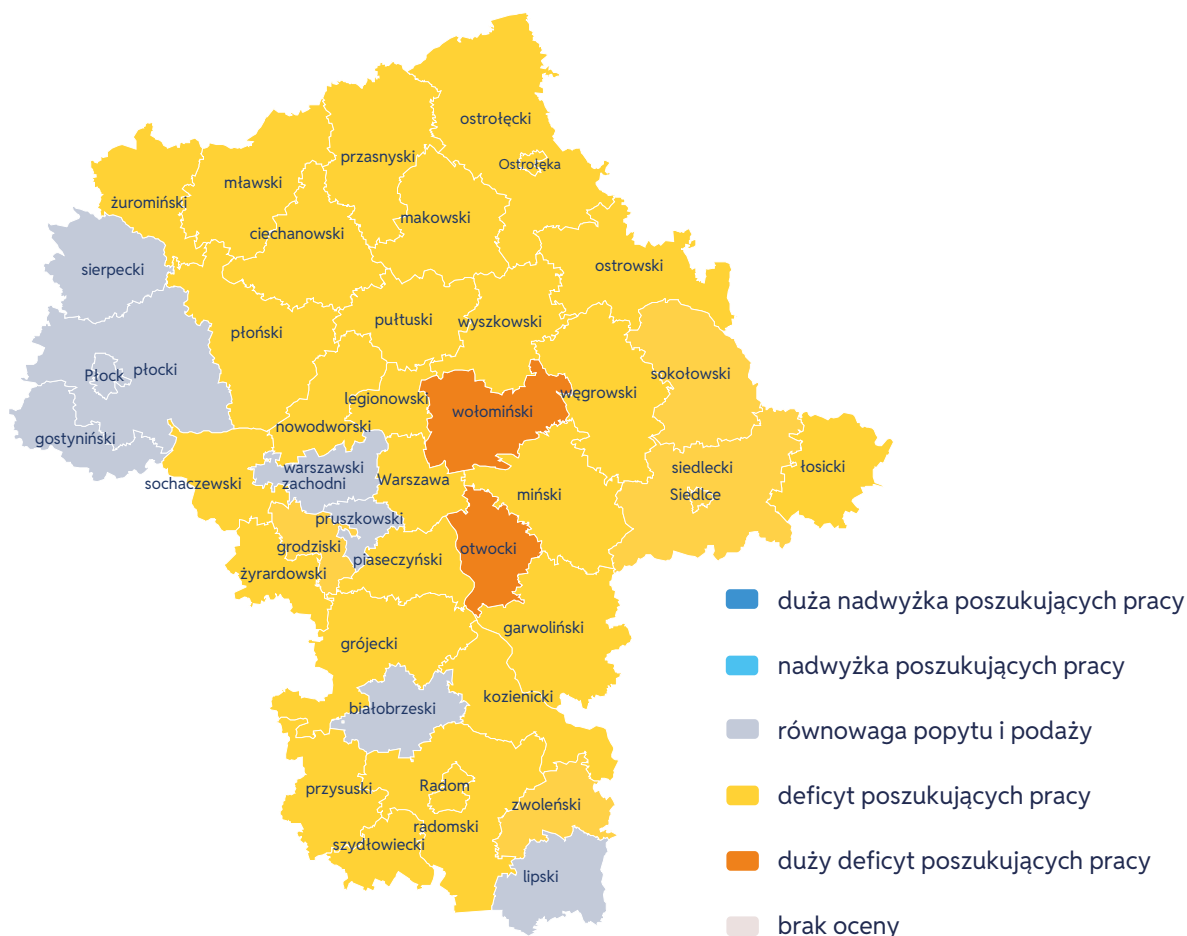 ostrołęcki
Ostrołęka
przasnyski
mławski
żuromiński
makowski
ciechanowski
sierpecki
ostrowski
pułtuski
wyszkowski
płoński
Płock
płocki
sokołowski
węgrowski
legionowski
wołomiński
nowodworski
gostyniński
warszawski
zachodni
Warszawa
sochaczewski
siedlecki
Siedlce
łosicki
miński
pruszkowski
grodziski
piaseczyński
otwocki
żyrardowski
garwoliński
grójecki
kozienicki
białobrzeski
przysuski
Radom
zwoleński
radomski
szydłowiecki
lipski
duża nadwyżka poszukujących pracy
nadwyżka poszukujących pracy
równowaga popytu i podaży
deficyt poszukujących pracy
duży deficyt poszukujących pracy
brak oceny